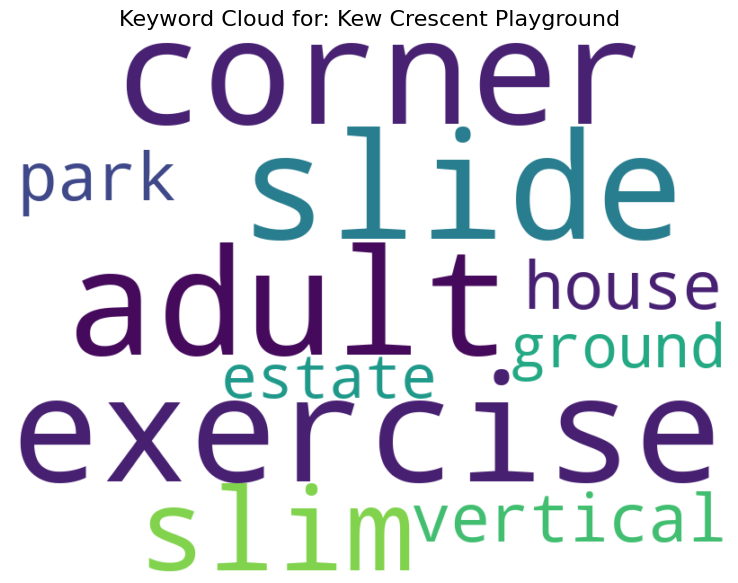 Keyword Cloud for: Kew Crescent Playground
corner
park
slide
adult
house
ground
estate
exercise
slim
vertical